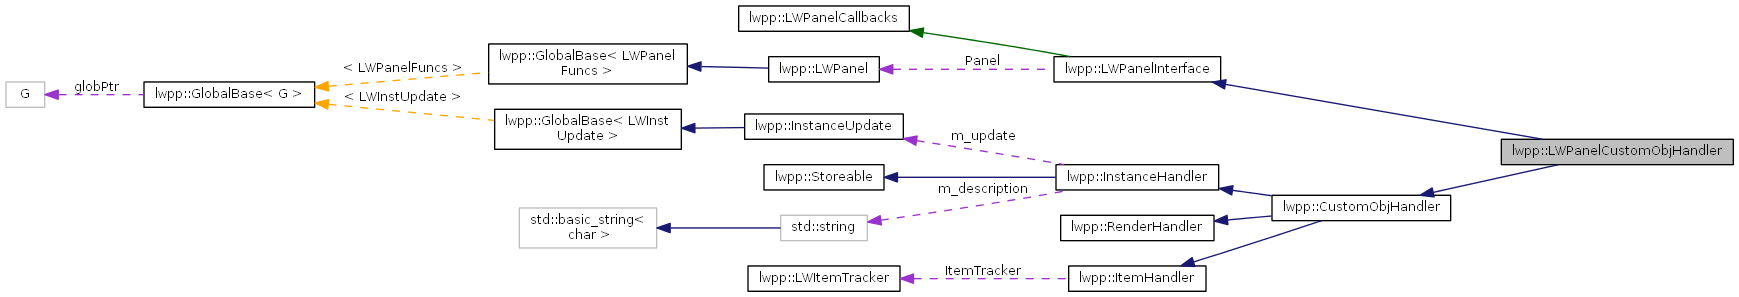 lwpp::LWPanelCallbacks
lwpp::GlobalBase< LWPanel
Funcs >
lwpp::LWPanel
Panel
lwpp::LWPanelInterface
< LWPanelFuncs >
G
globPtr
lwpp::GlobalBase< G >
< LWInstUpdate >
lwpp::GlobalBase< LWInst
Update >
lwpp::InstanceUpdate
m_update
lwpp::LWPanelCustomObjHandler
lwpp::Storeable
lwpp::InstanceHandler
m_description
std::basic_string<
char >
std::string
lwpp::CustomObjHandler
lwpp::RenderHandler
lwpp::LWItemTracker
ItemTracker
lwpp::ItemHandler